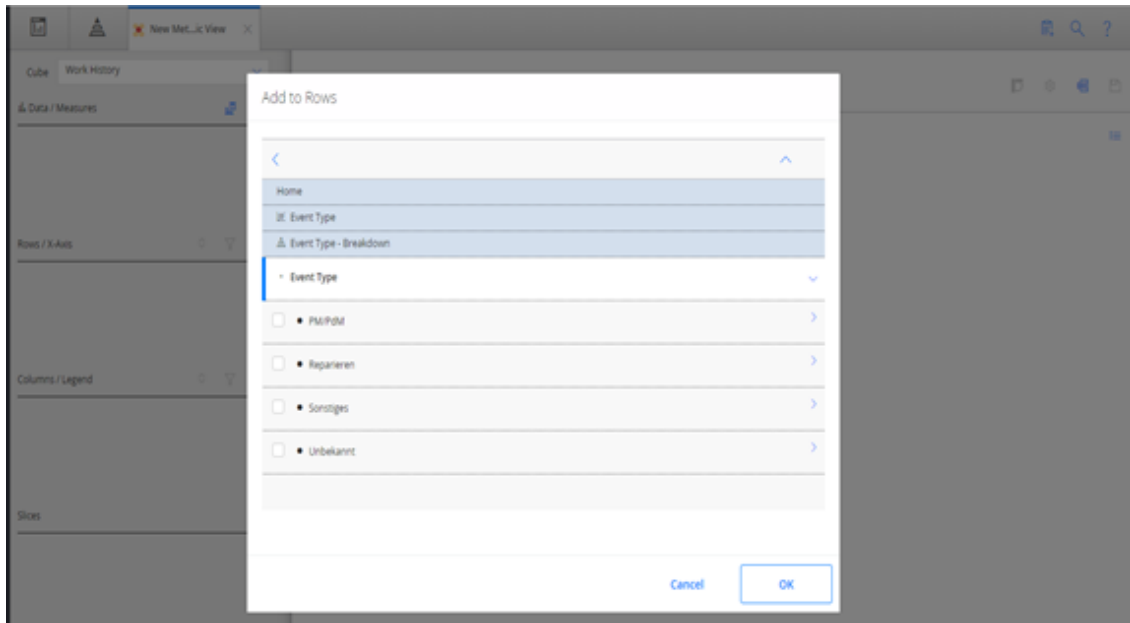 New Met...ic View
Cube Work History
Data / Measures
Rows / X-Axis
Columns / Legend
Slices
Add to Rows
Home
Event Type
Event Type - Breakdown
Event Type
PM/PdM
Reparieren
Sonstiges
Unbekannt
Cancel OK